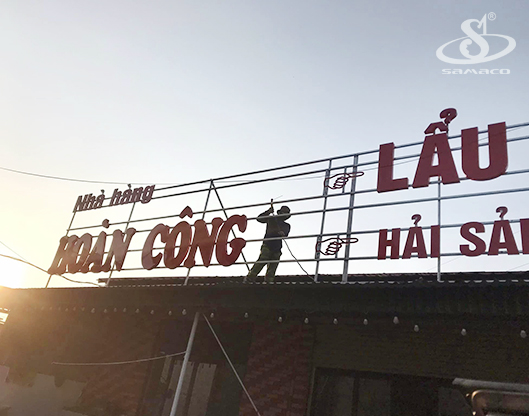 SAMACO
Nhà hàng
HOÀN CÔNG
LẨU
HẢI SẢ